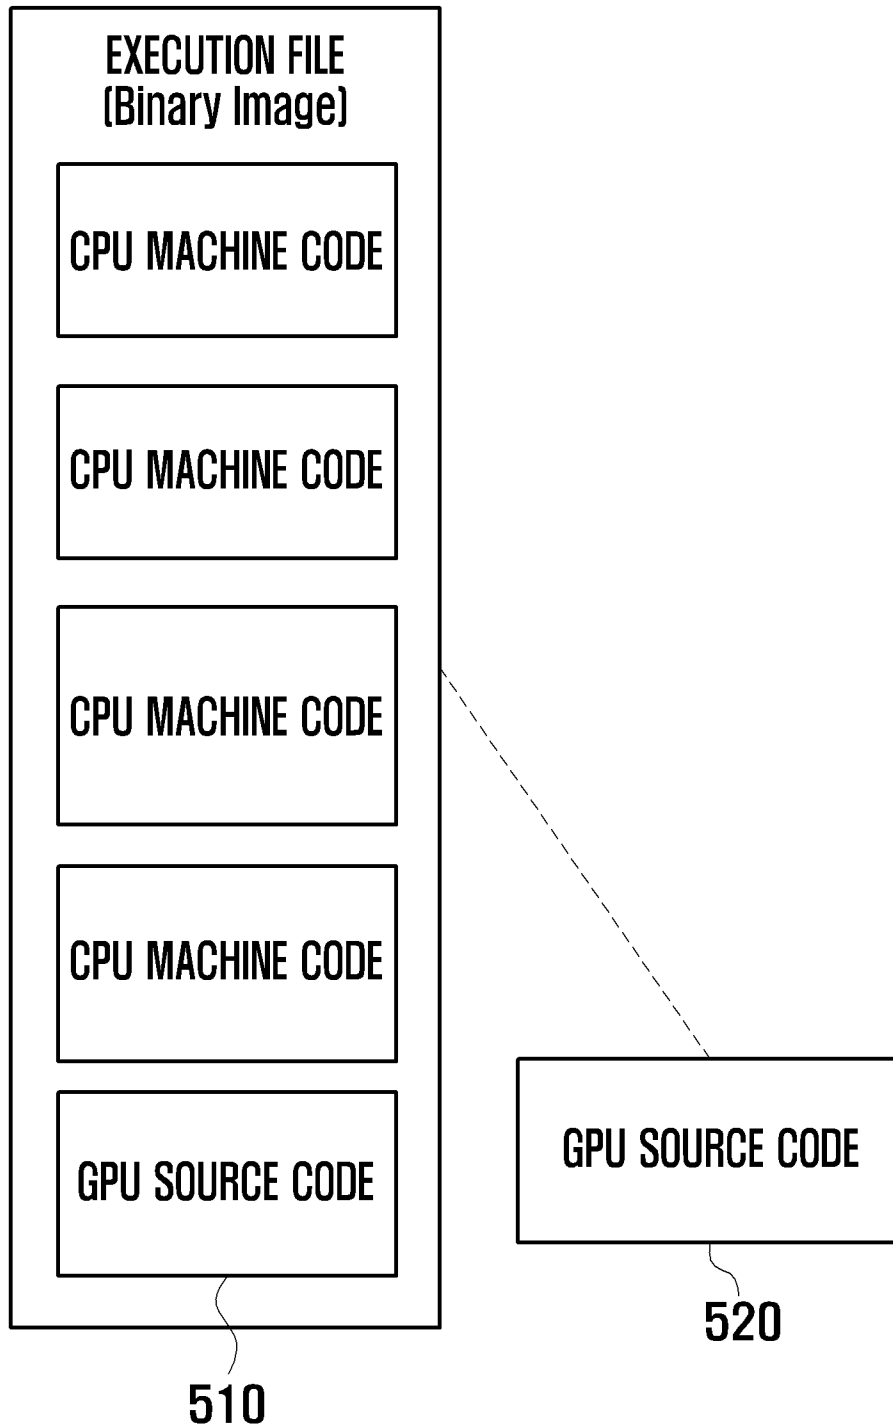 EXECUTION FILE
(Binary Image)
CPU MACHINE CODE
CPU MACHINE CODE
CPU MACHINE CODE
CPU MACHINE CODE
GPU SOURCE CODE
GPU SOURCE CODE
520
510